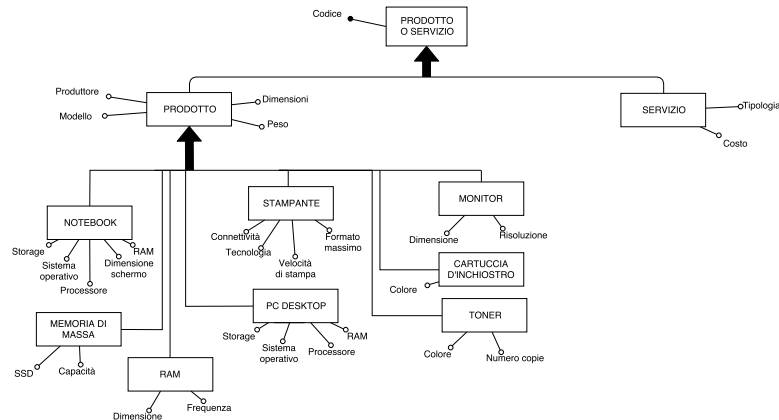 Codice
PRODOTTO
O SERVIZIO
Produttore
Modello
PRODOTTO
Dimensioni
Peso
SERVIZIO
Tipologia
Costo
NOTEBOOK
Storage
Sistema
operativo
Processore
Dimensione
schermo
RAM
STAMPANTE
Connettività
Tecnologia
Velocità
di stampa
Formato
massimo
MONITOR
Dimensione
Risoluzione
CARTUCCIA
D'INCHIOSTRO
Colore
MEMORIA DI
MASSA
SSD
Capacità
PC DESKTOP
Storage
Sistema
operativo
Processore
RAM
TONER
Colore
Numero copie
RAM
Dimensione
Frequenza